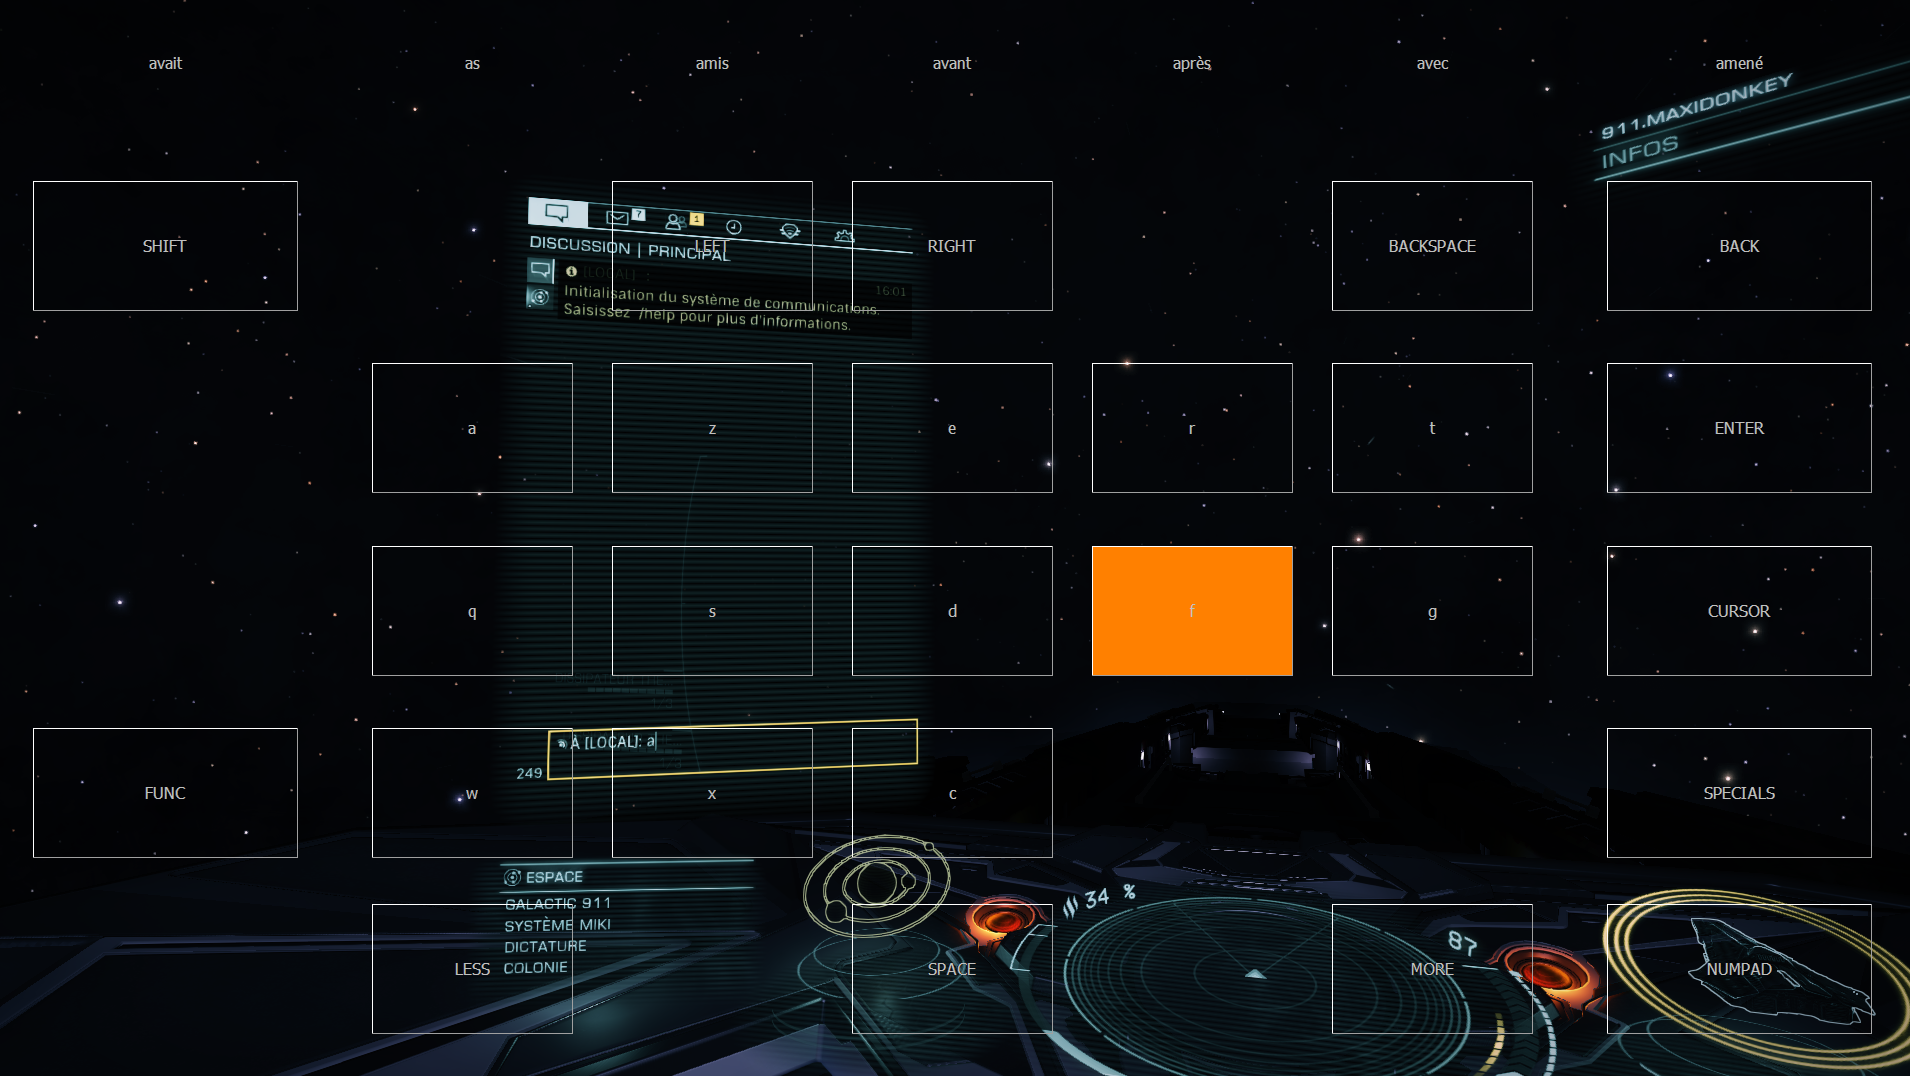 avait as amis avant après avec amené
911.MAXIDONKEY
INFOS
SHIFT LEFT RIGHT BACKSPACE BACK
7 1
DISCUSSION | PRINCIPAL
[LOCAL] :
16:01
Initialisation du système de communications.
Saisissez /help pour plus d'informations.
a z e r t ENTER
q s d f g CURSOR
À [LOCAL]: a
249
FUNC w x c SPECIALS
ESPACE
GALACTIC 911
SYSTÈME MIKI
DICTATURE
COLONIE
34 %
87
LESS SPACE MORE NUMPAD